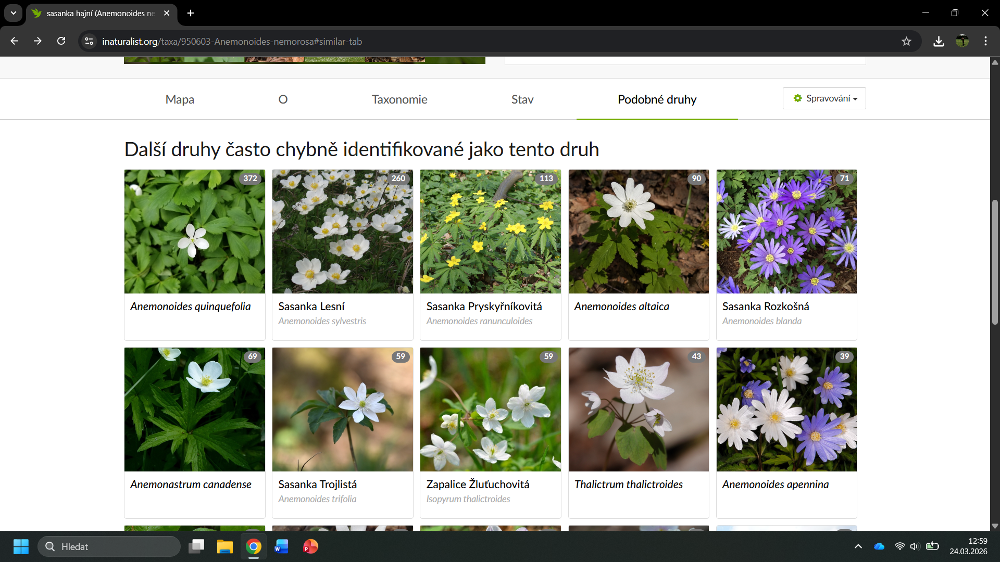 sasanka hajní (Anemonoides ne
inaturalist.org/taxa/950603-Anemonoides-nemorosa#similar-tab
Mapa
O
Taxonomie
Stav
Podobné druhy
Spravování
Další druhy často chybně identifikované jako tento druh
372
260
113
90
71
Anemonoides quinquefolia
Sasanka Lesní
Anemonoides sylvestris
Sasanka Pryskyřníkovitá
Anemonoides ranunculoides
Anemonoides altaica
Sasanka Rozkošná
Anemonoides blanda
69
59
59
43
39
Anemonastrum canadense
Sasanka Trojlistá
Anemonoides trifolia
Zapalice Žluťuchovitá
Isopyrum thalictroides
Thalictrum thalictroides
Anemonoides apennina
Hledat
W
P
12:59
24.03.2026